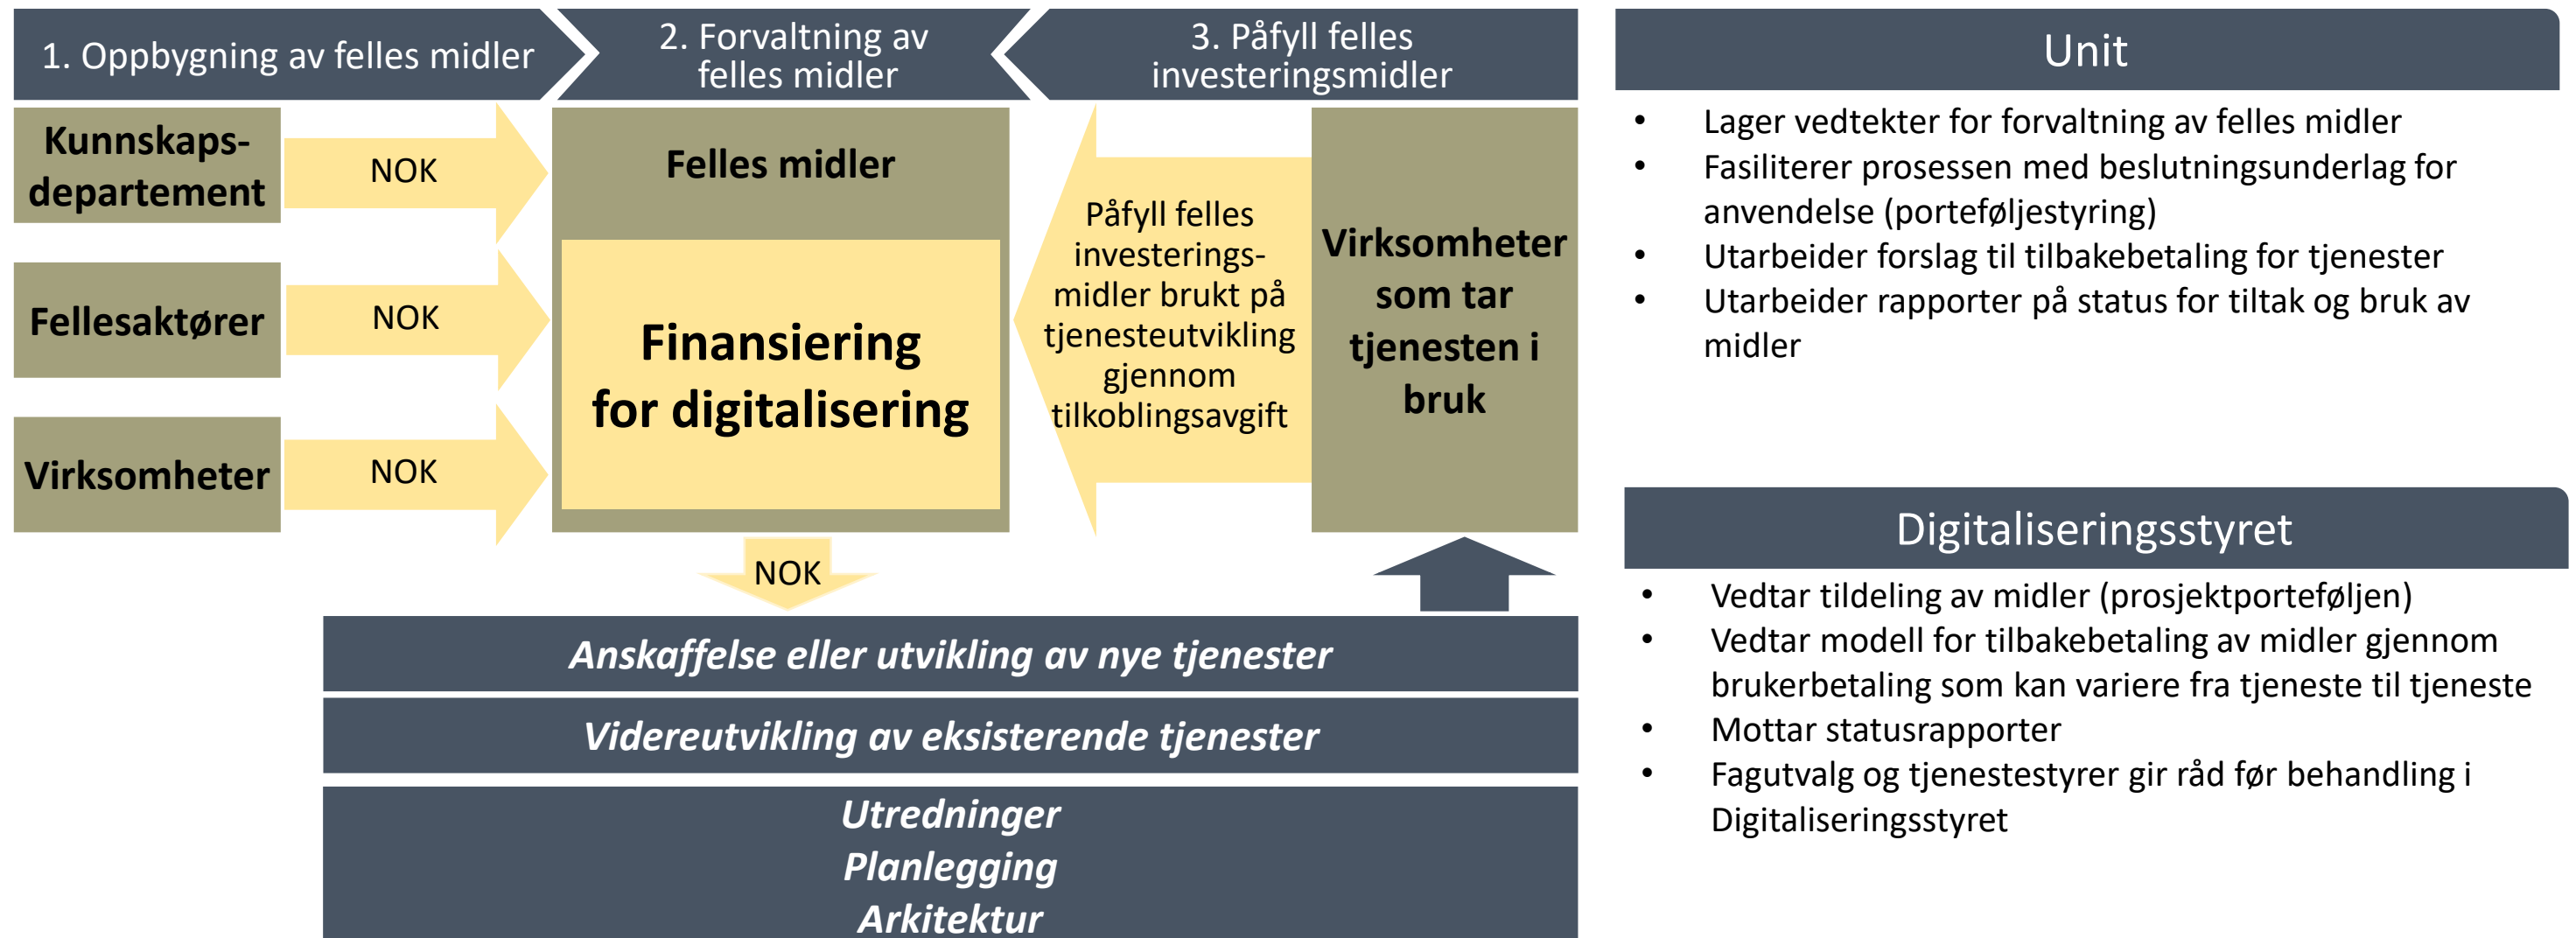 1. Oppbygning av felles midler
2. Forvaltning av
felles midler
3. Påfyll felles
investeringsmidler
Kunnskaps-
departement
NOK
Fellesaktører
NOK
Virksomheter
NOK
Felles midler
Finansiering
for digitalisering
Påfyll felles
investerings-
midler brukt på
tjenesteutvikling
gjennom
tilkoblingsavgift
Virksomheter
som tar
tjenesten i
bruk
NOK
Anskaffelse eller utvikling av nye tjenester
Videreutvikling av eksisterende tjenester
Utredninger
Planlegging
Arkitektur
Unit
• Lager vedtekter for forvaltning av felles midler
• Fasiliterer prosessen med beslutningsunderlag for
anvendelse (porteføljestyring)
• Utarbeider forslag til tilbakebetaling for tjenester
• Utarbeider rapporter på status for tiltak og bruk av
midler
Digitaliseringsstyret
• Vedtar tildeling av midler (prosjektporteføljen)
• Vedtar modell for tilbakebetaling av midler gjennom
brukerbetaling som kan variere fra tjeneste til tjeneste
• Mottar statusrapporter
• Fagutvalg og tjenestestyrer gir råd før behandling i
Digitaliseringsstyret